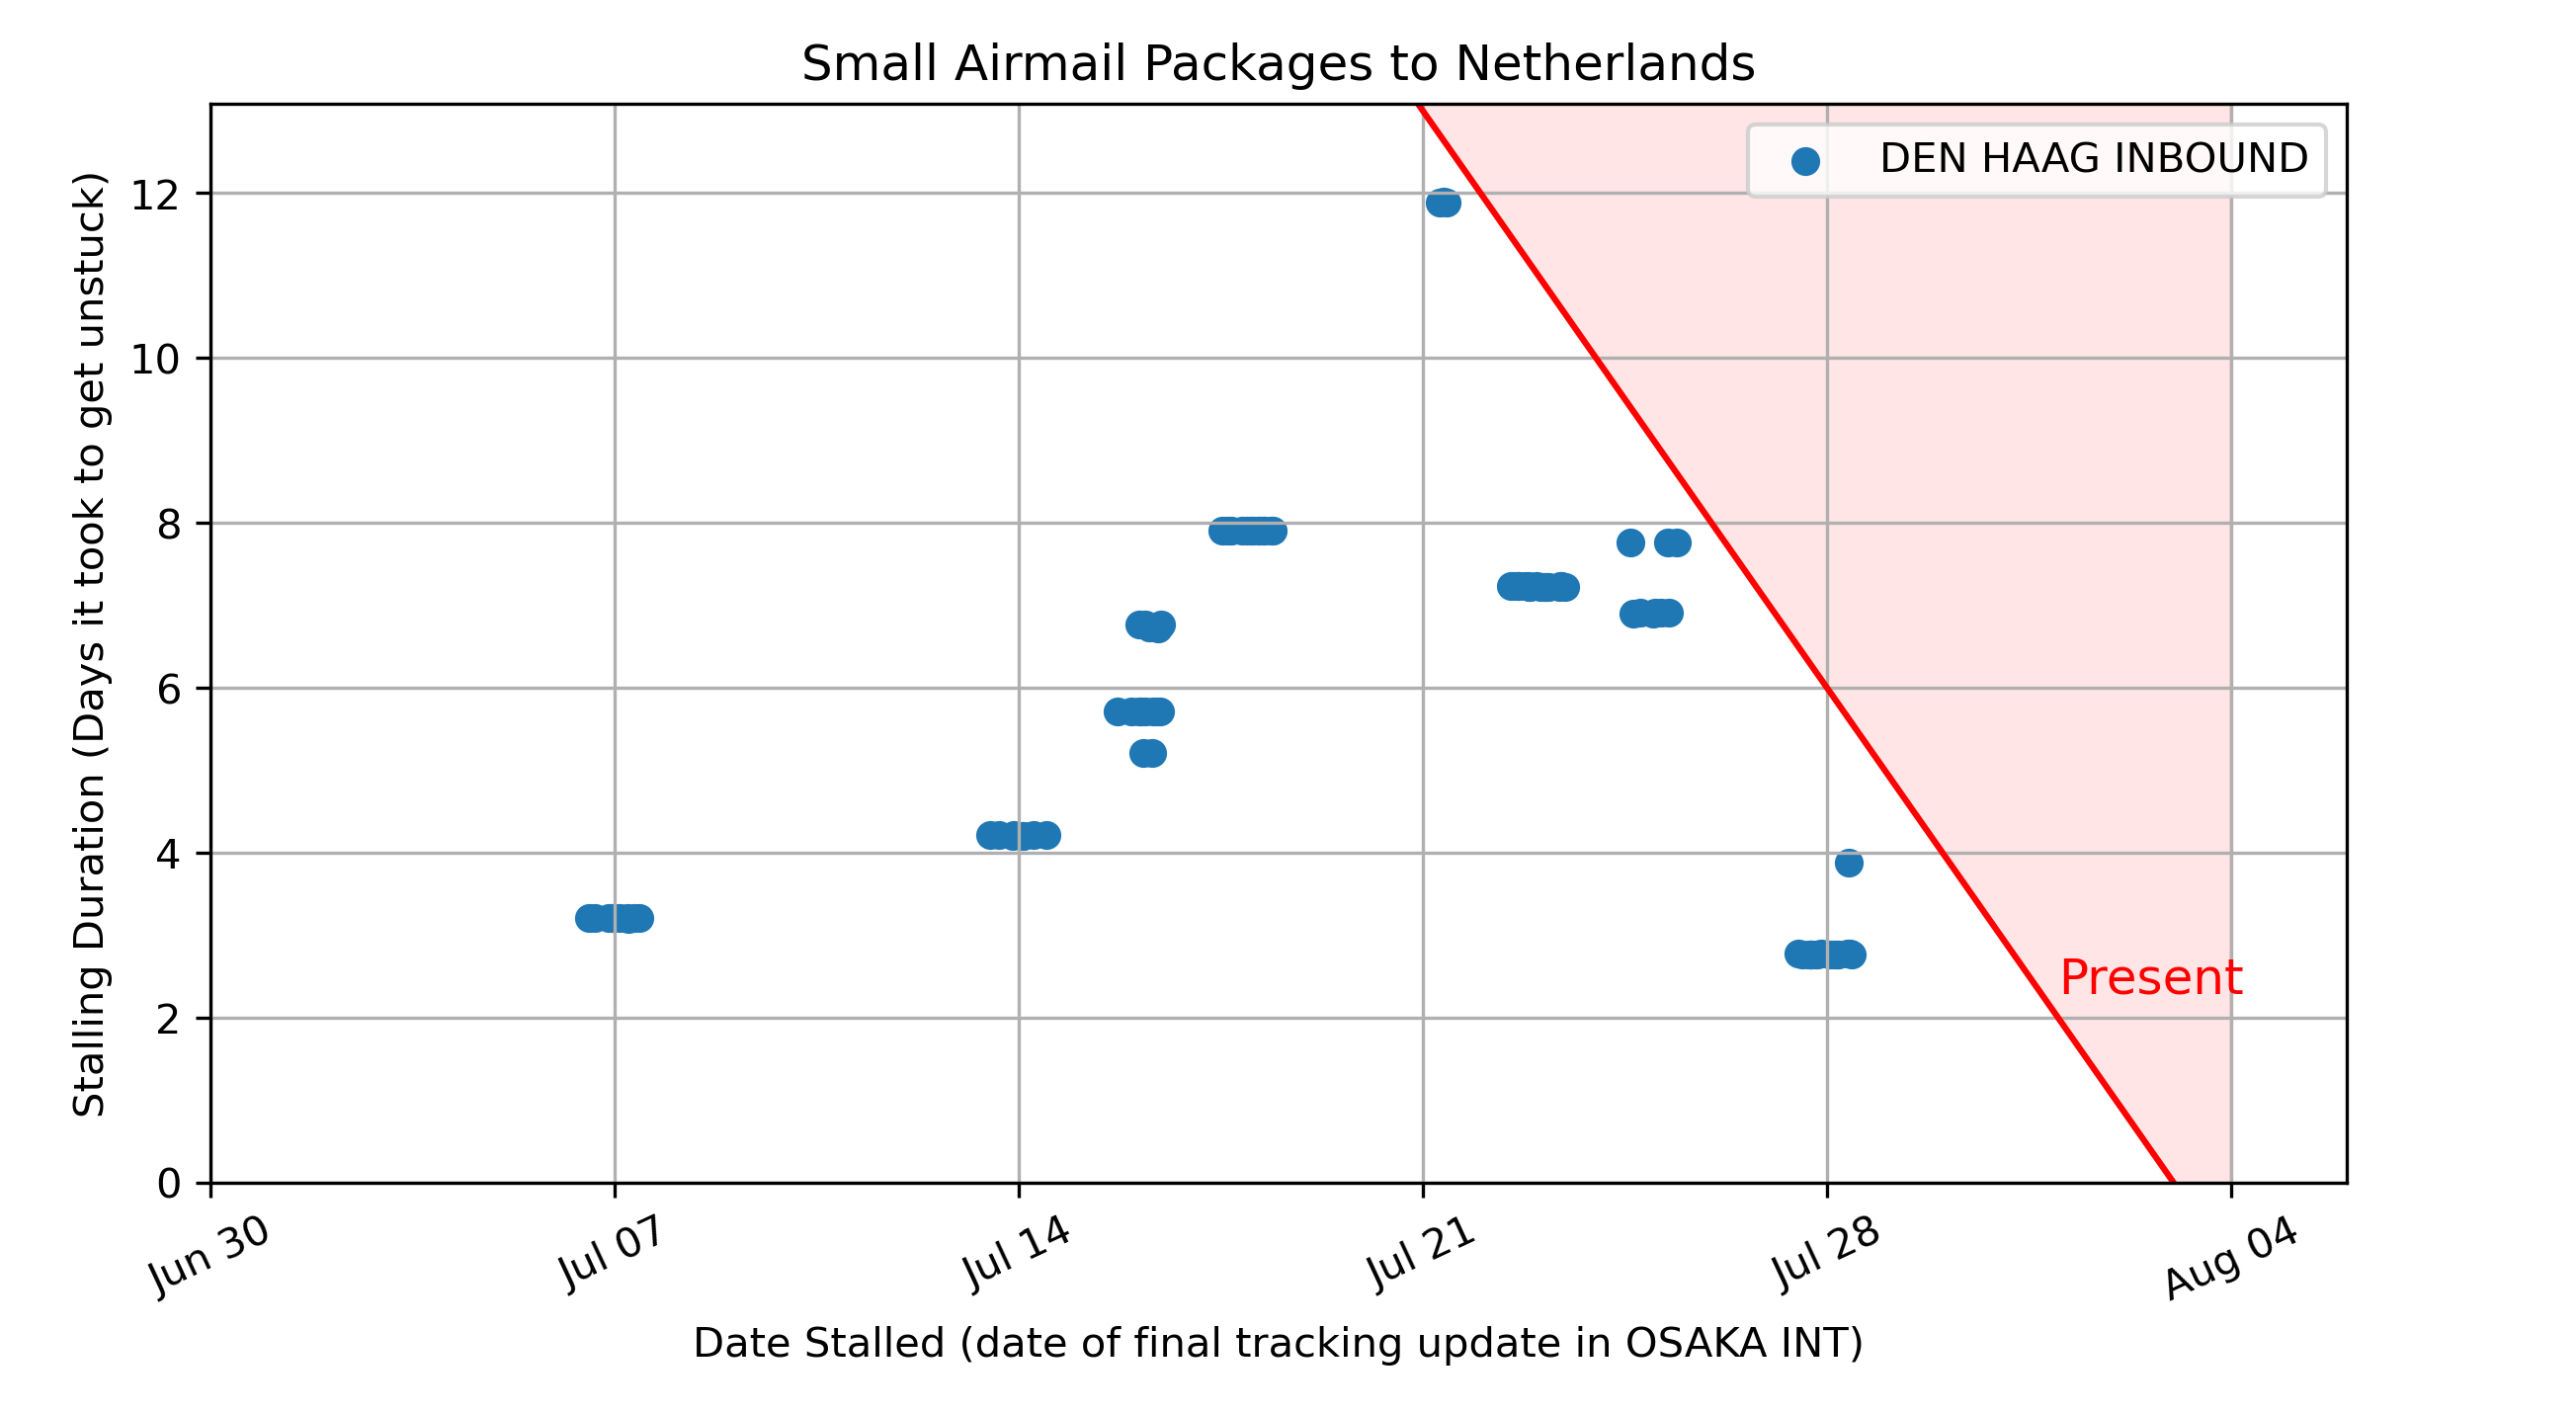 Small Airmail Packages to Netherlands
DEN HAAG INBOUND
Stalling Duration (Days it took to get unstuck)
12
10
8
6
4
2
0
Present
Jun 30
Jul 07
Jul 14
Jul 21
Jul 28
Aug 04
Date Stalled (date of final tracking update in OSAKA INT)